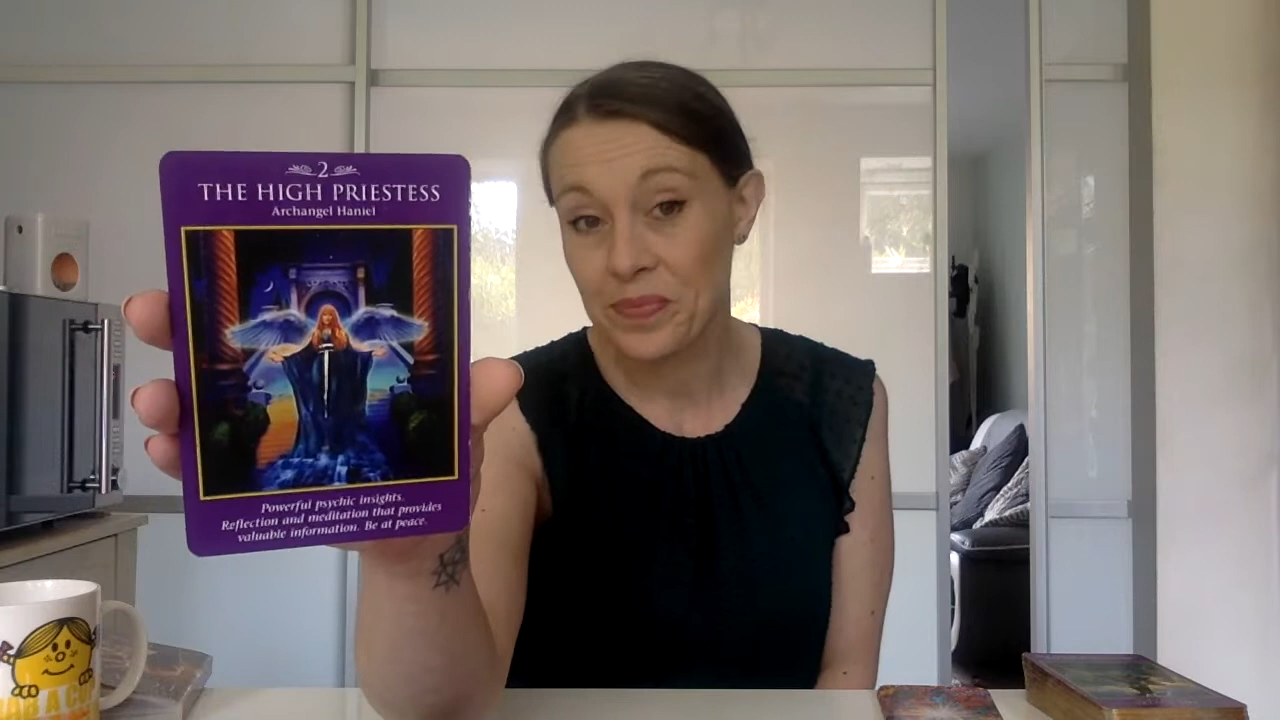 2
THE HIGH PRIESTESS
Archangel Haniel
Powerful psychic insights.
Reflection and meditation that provides
valuable information. Be at peace.